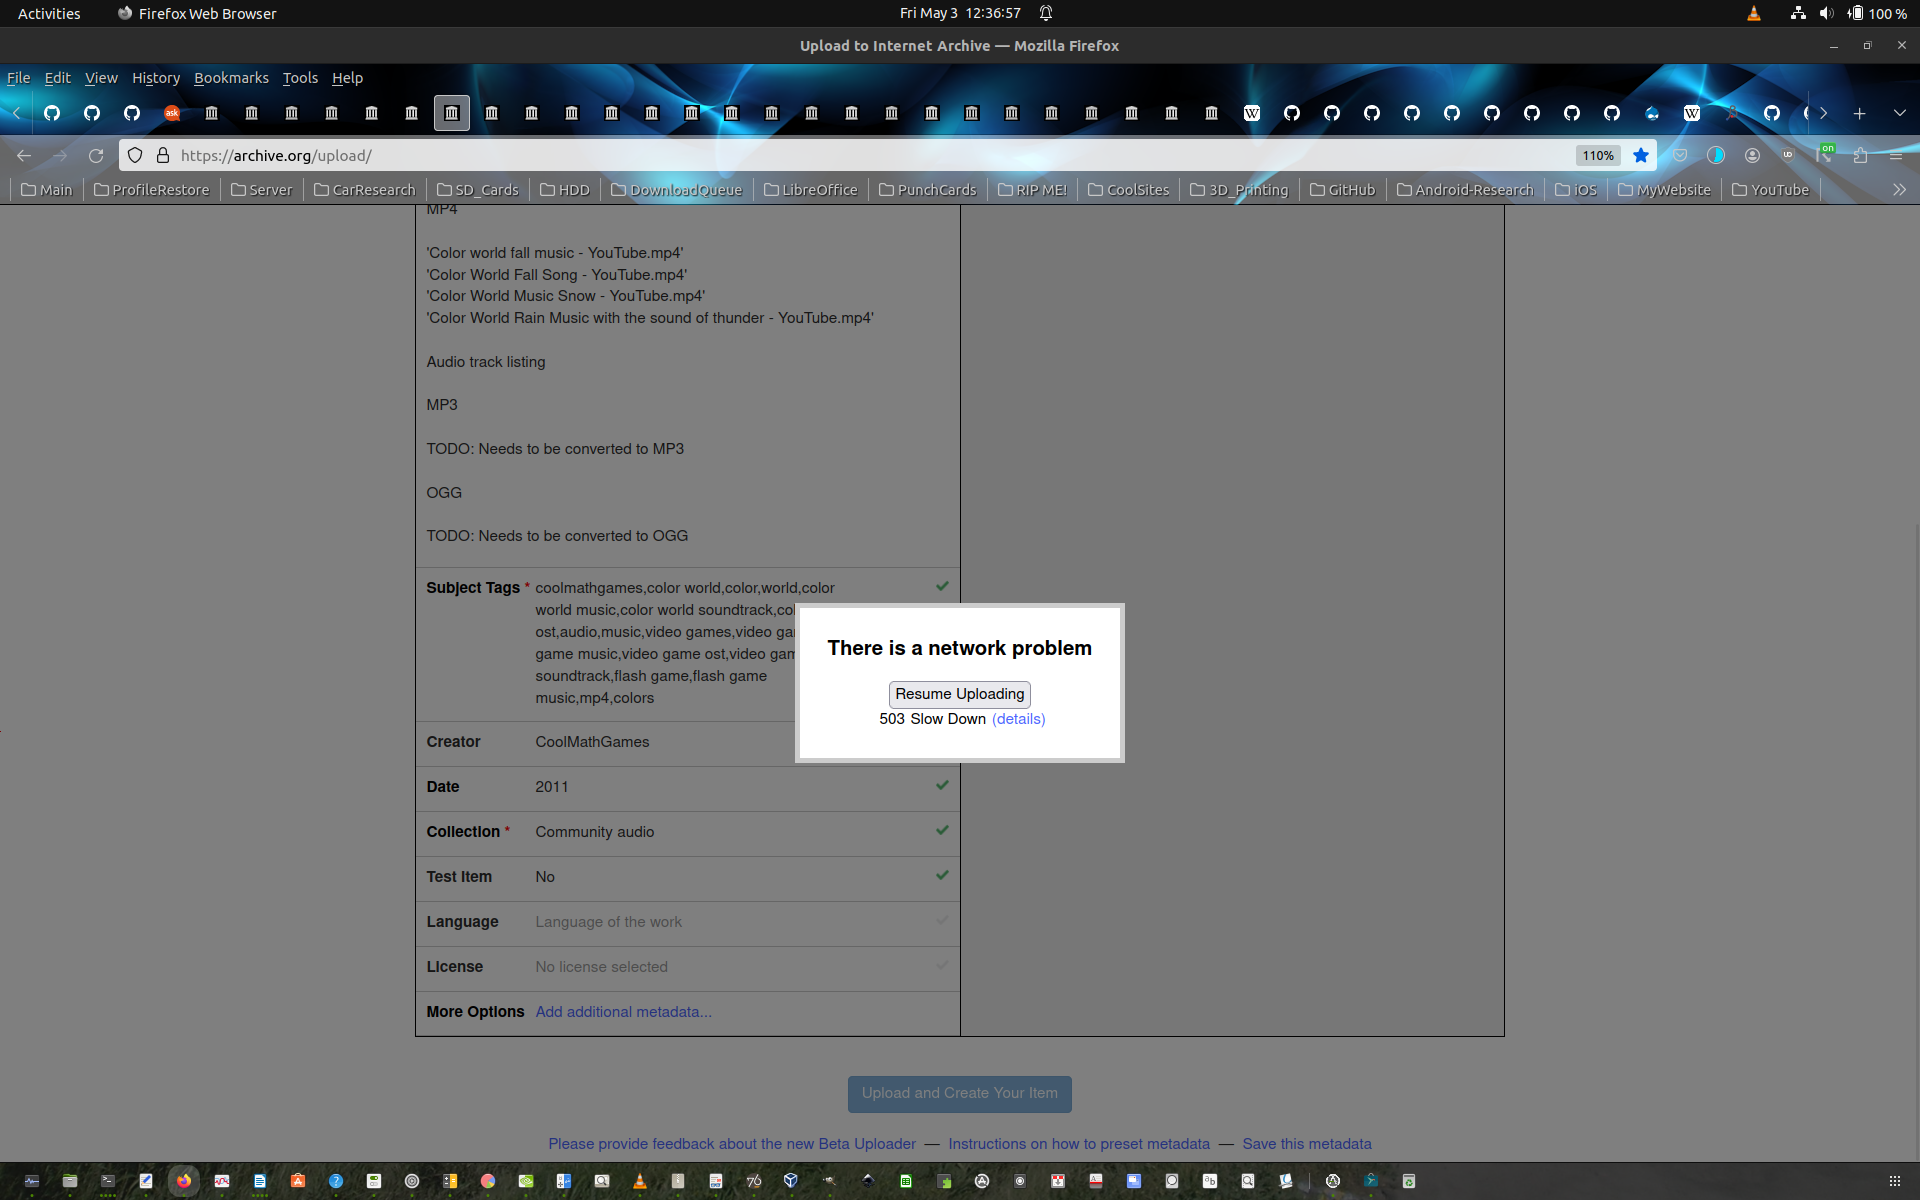 Activities
Firefox Web Browser
Fri May 3 12:36:57
100 %
Upload to Internet Archive — Mozilla Firefox
File Edit View History Bookmarks Tools Help
https://archive.org/upload/
110%
on
Main ProfileRestore Server CarResearch SD_Cards HDD DownloadQueue LibreOffice PunchCards RIP ME! CoolSites 3D_Printing GitHub Android-Research iOS MyWebsite YouTube
MP4
'Color world fall music - YouTube.mp4'
'Color World Fall Song - YouTube.mp4'
'Color World Music Snow - YouTube.mp4'
'Color World Rain Music with the sound of thunder - YouTube.mp4'
Audio track listing
MP3
TODO: Needs to be converted to MP3
OGG
TODO: Needs to be converted to OGG
Subject Tags * coolmathgames,color world,color,world,color
world music,color world soundtrack,co
ost,audio,music,video games,video ga
game music,video game ost,video gam
soundtrack,flash game,flash game
music,mp4,colors
Creator CoolMathGames
Date 2011
Collection * Community audio
Test Item No
Language Language of the work
License No license selected
More Options Add additional metadata...
There is a network problem
Resume Uploading
503 Slow Down (details)
Upload and Create Your Item
Please provide feedback about the new Beta Uploader — Instructions on how to preset metadata — Save this metadata